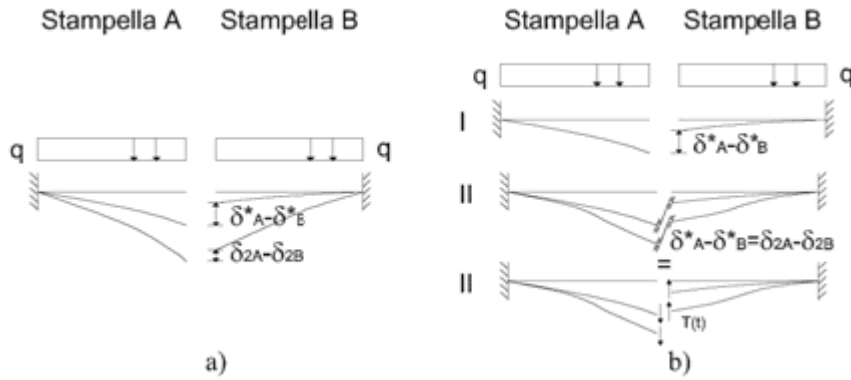 Stampella A Stampella B
q q
δ*A-δ*B
δ2A-δ2B
a)
Stampella A Stampella B
q q
I
δ*A-δ*B
II
δ*A-δ*B=δ2A-δ2B
=
II
T(t)
b)